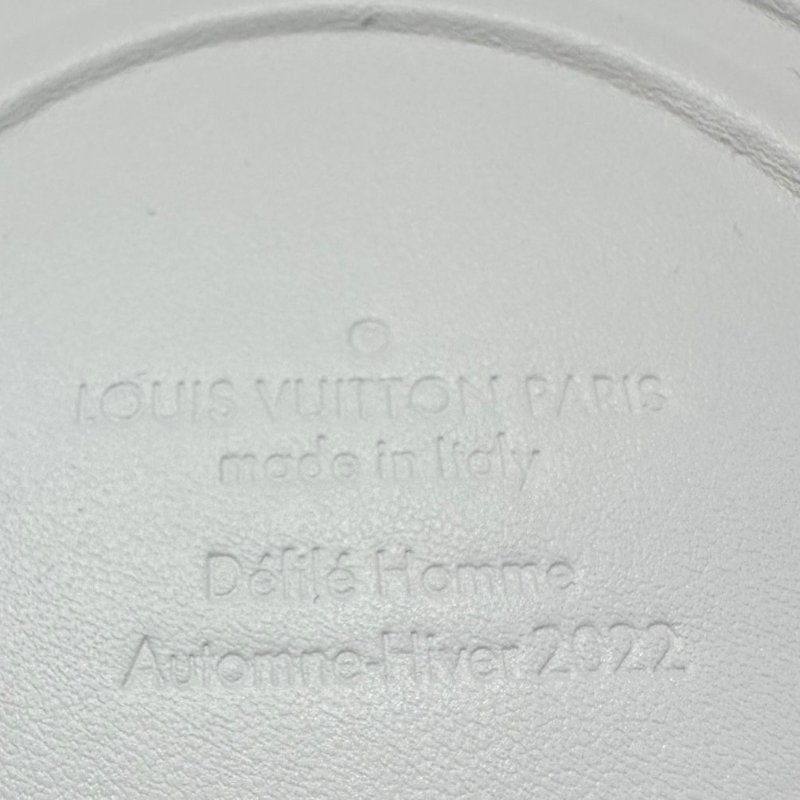 LOUIS VUITTON PARIS
made in Italy
Défilé Homme
Automne-Hiver 2022